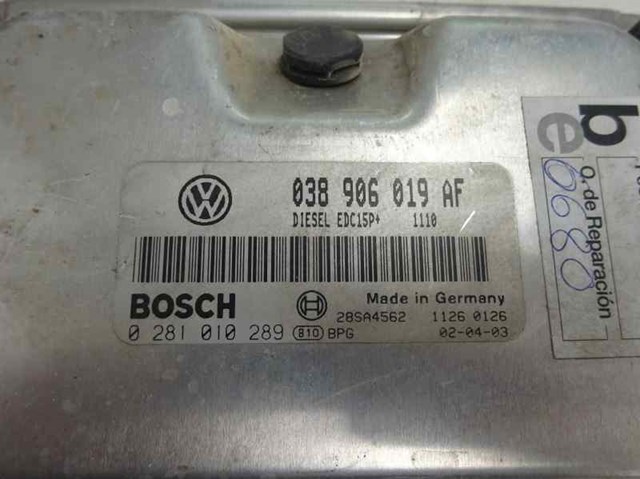 038 906 019 AF
DIESEL EDC15P+ 1110
BOSCH
Made in Germany
28SA4562 1126 0126
0 281 010 289 810 BPG 02-04-03
be
O. de Reparación
0680